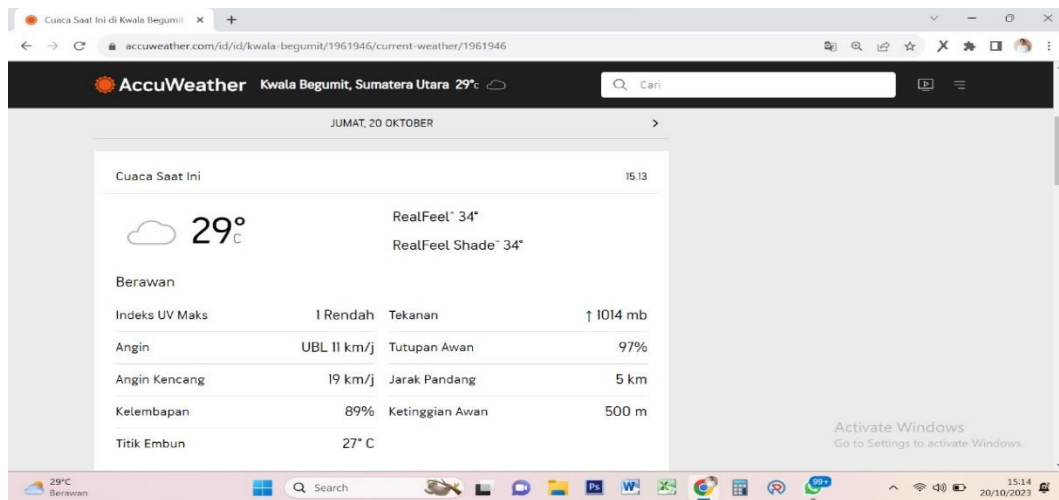 Cuaca Saat Ini di Kwala Begumit
accuweather.com/id/id/kwala-begumit/1961946/current-weather/1961946
AccuWeather Kwala Begumit, Sumatera Utara 29°C Cari
JUMAT, 20 OKTOBER
Cuaca Saat Ini 15.13
29°C RealFeel™ 34°
RealFeel Shade™ 34°
Berawan
Indeks UV Maks 1 Rendah Tekanan ↑ 1014 mb
Angin UBL 11 km/j Tutupan Awan 97%
Angin Kencang 19 km/j Jarak Pandang 5 km
Kelembapan 89% Ketinggian Awan 500 m
Titik Embun 27° C
Activate Windows
Go to Settings to activate Windows.
29°C
Berawan
Search
Ps
W
X
99+
15:14
20/10/2023